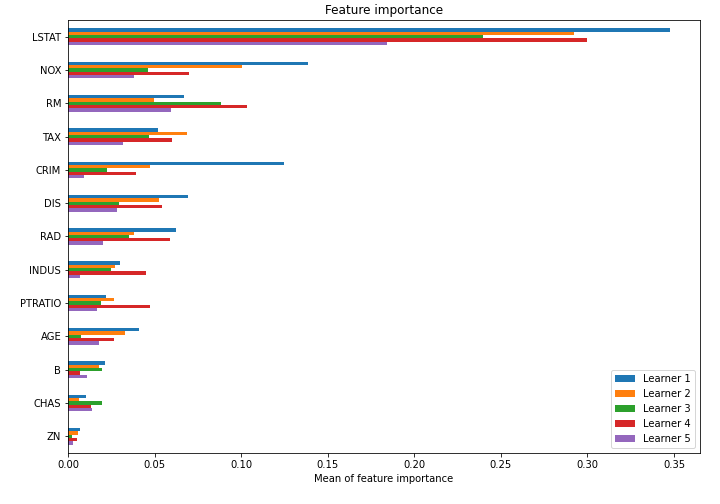 Feature importance
LSTAT
NOX
RM
TAX
CRIM
DIS
RAD
INDUS
PTRATIO
AGE
B
CHAS
ZN
Learner 1
Learner 2
Learner 3
Learner 4
Learner 5
0.00 0.05 0.10 0.15 0.20 0.25 0.30 0.35
Mean of feature importance